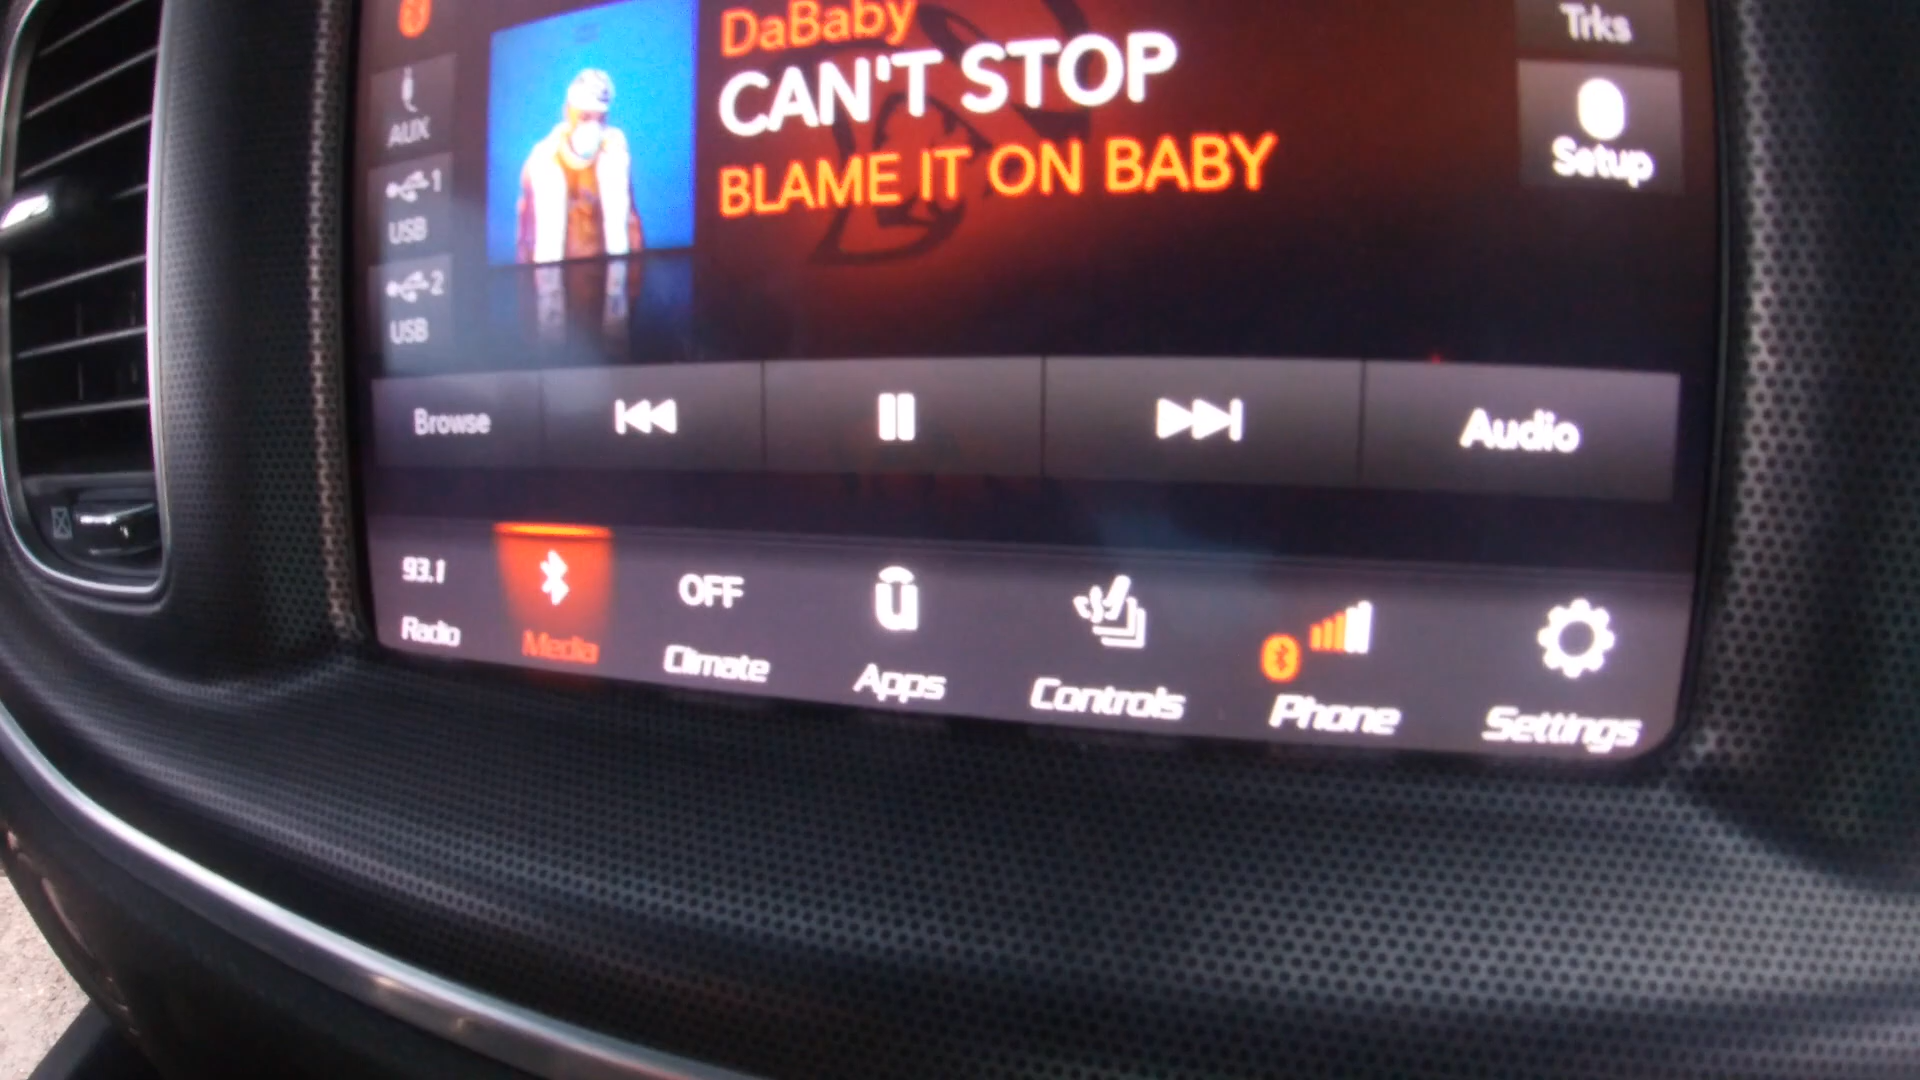 DaBaby
CAN'T STOP
BLAME IT ON BABY
Trks
Setup
AUX
1
USB
2
USB
Browse
Audio
93.1
Radio
Media
OFF
Climate
u
Apps
Controls
Phone
Settings